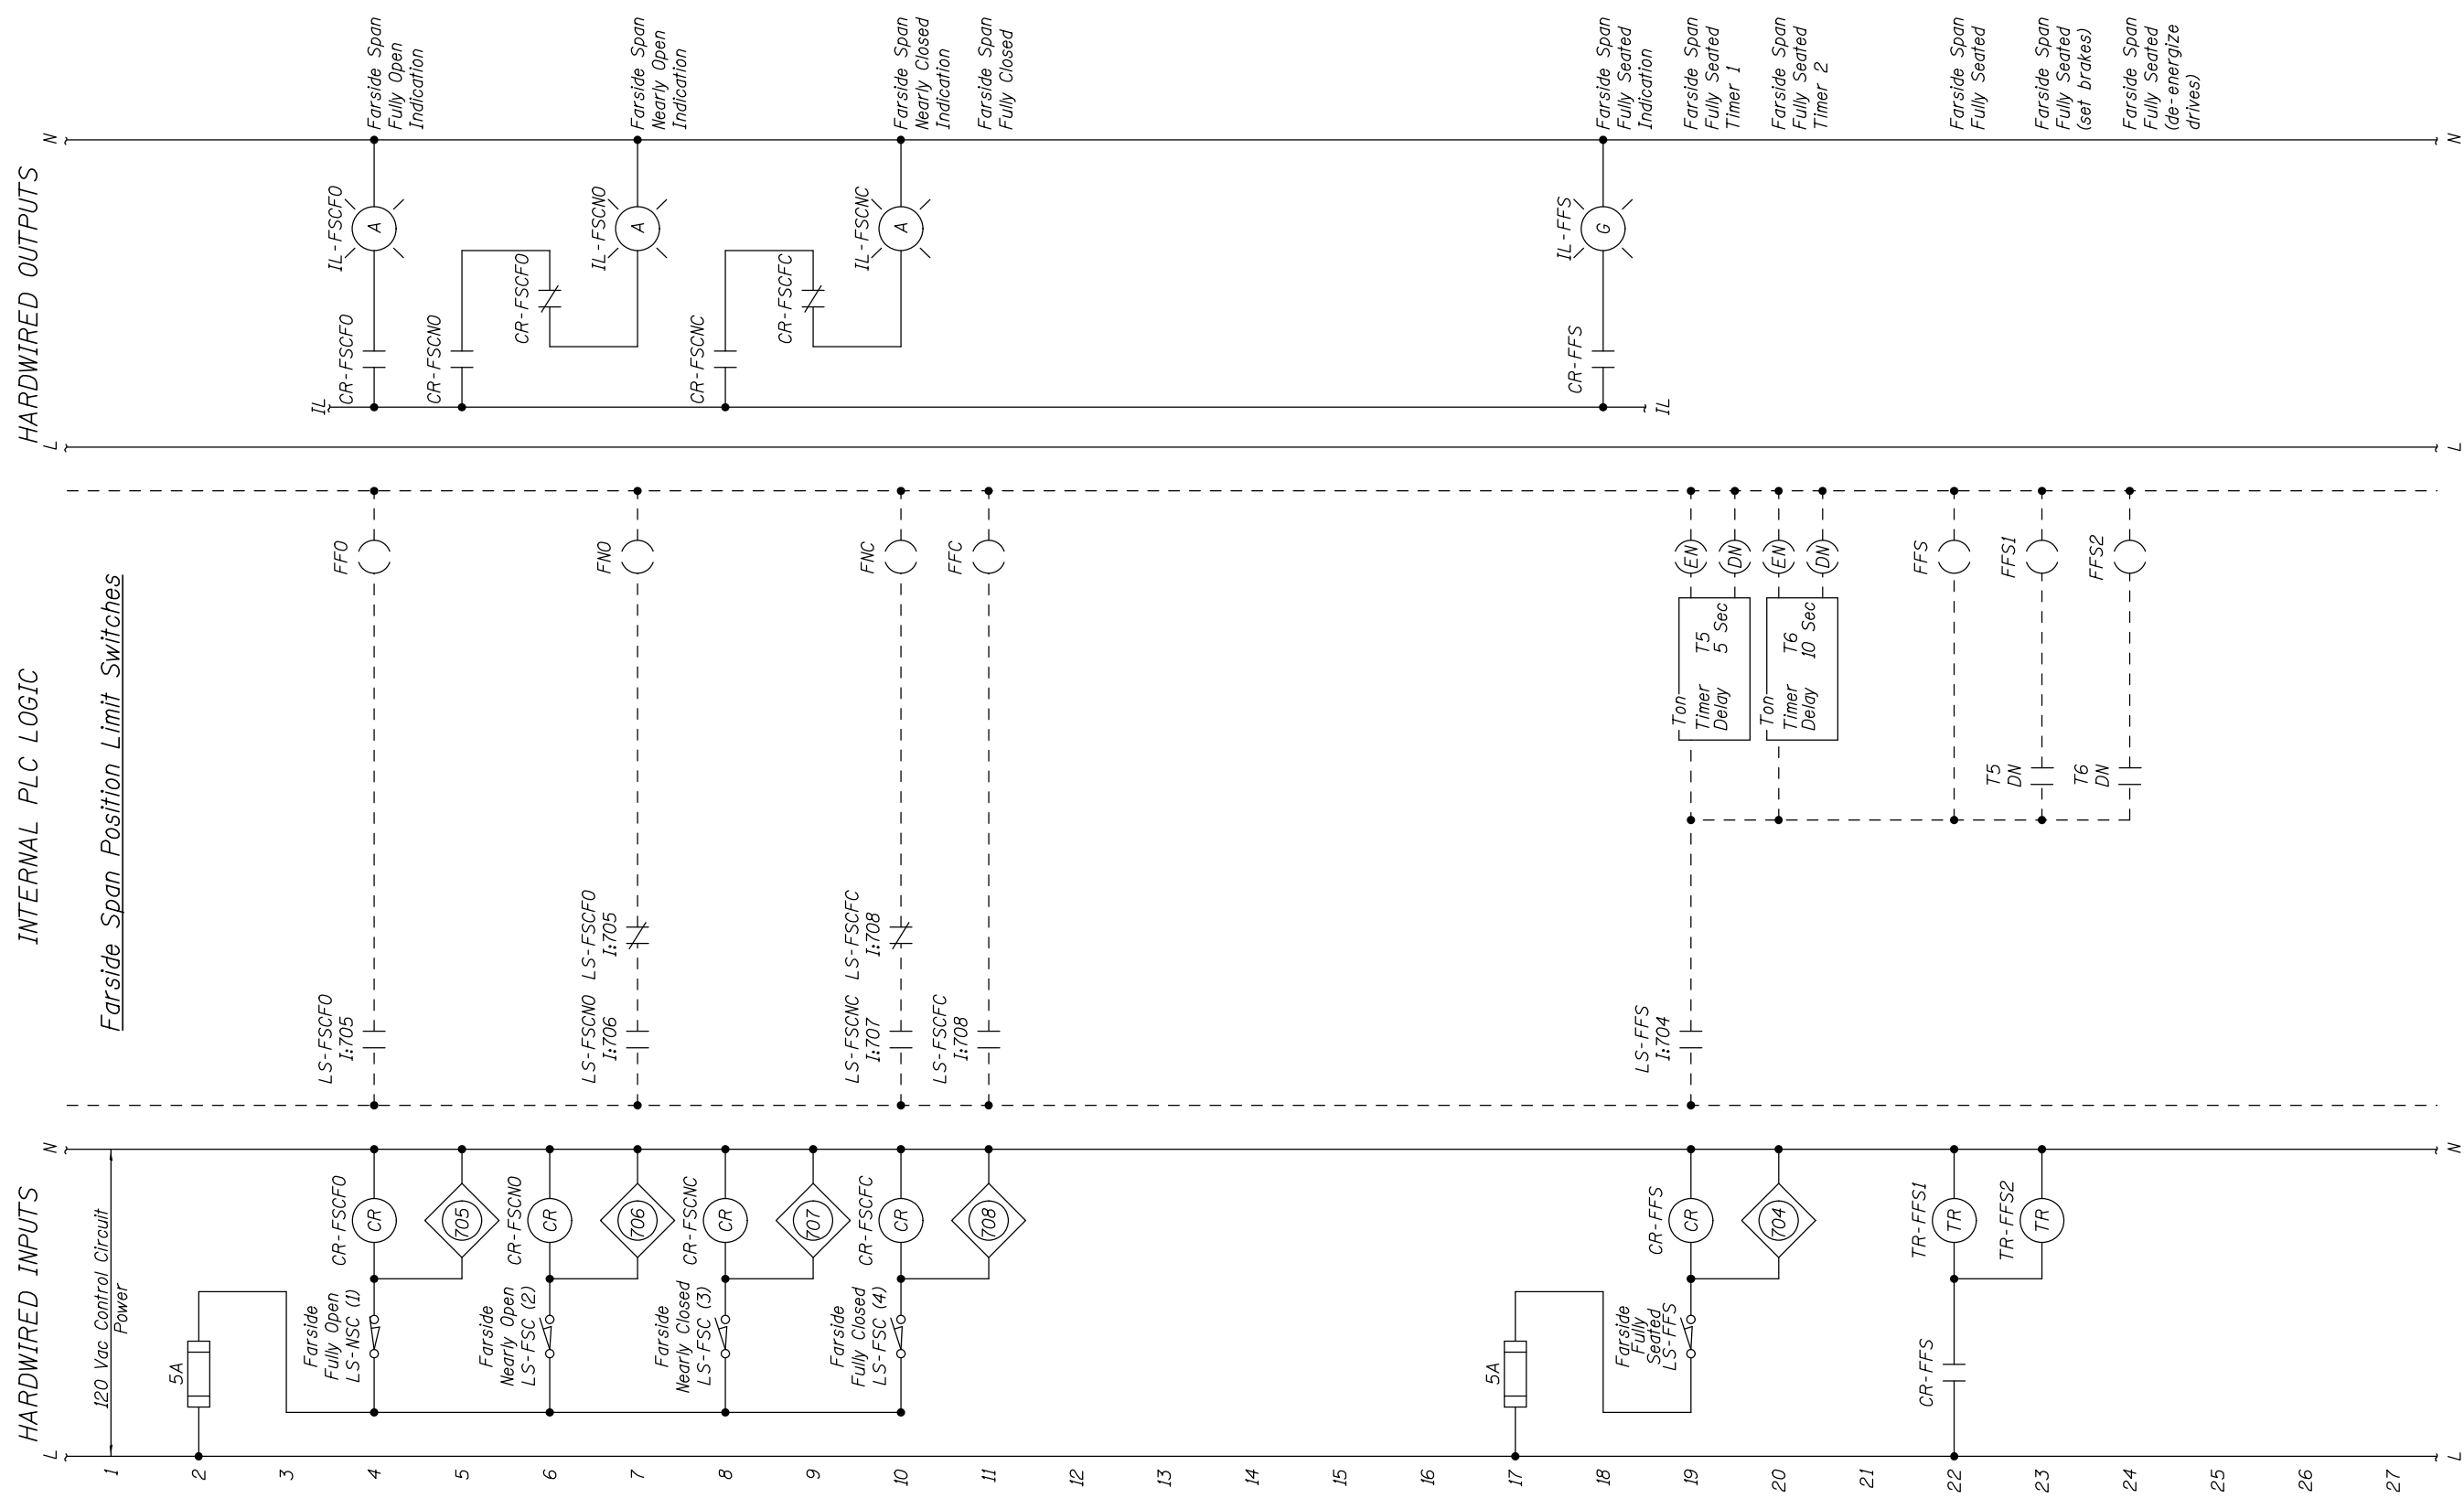 HARDWIRED INPUTS
INTERNAL PLC LOGIC
HARDWIRED OUTPUTS
L
N
L
N
1
120 Vac Control Circuit
Power
Farside Span Position Limit Switches
2
5A
3
IL
4
Farside
Fully Open
LS-NSC (1)
CR-FSCFO
CR
LS-FSCFO
I:705
FFO
CR-FSCFO
IL-FSCFO
A
Farside Span
Fully Open
Indication
5
705
CR-FSCNO
6
Farside
Nearly Open
LS-FSC (2)
CR-FSCNO
CR
CR-FSCFO
7
706
LS-FSCNO
I:706
LS-FSCFO
I:705
FNO
IL-FSCNO
A
Farside Span
Nearly Open
Indication
8
Farside
Nearly Closed
LS-FSC (3)
CR-FSCNC
CR
CR-FSCNC
9
707
CR-FSCFC
10
Farside
Fully Closed
LS-FSC (4)
CR-FSCFC
CR
LS-FSCNC
I:707
LS-FSCFC
I:708
FNC
IL-FSCNC
A
Farside Span
Nearly Closed
Indication
11
708
LS-FSCFC
I:708
FFC
Farside Span
Fully Closed
12
13
14
15
16
17
5A
18
CR-FFS
IL-FFS
G
Farside Span
Fully Seated
Indication
19
Farside
Fully
Seated
LS-FFS
CR-FFS
CR
LS-FFS
I:704
Ton
Timer T5
Delay 5 Sec
EN
DN
IL
Farside Span
Fully Seated
Timer 1
20
704
Ton
Timer T6
Delay 10 Sec
EN
DN
Farside Span
Fully Seated
Timer 2
21
22
CR-FFS
TR-FFS1
TR
FFS
Farside Span
Fully Seated
23
TR-FFS2
TR
T5
DN
FFS1
Farside Span
Fully Seated
(set brakes)
24
T6
DN
FFS2
Farside Span
Fully Seated
(de-energize
drives)
25
26
27
L
N
L
N